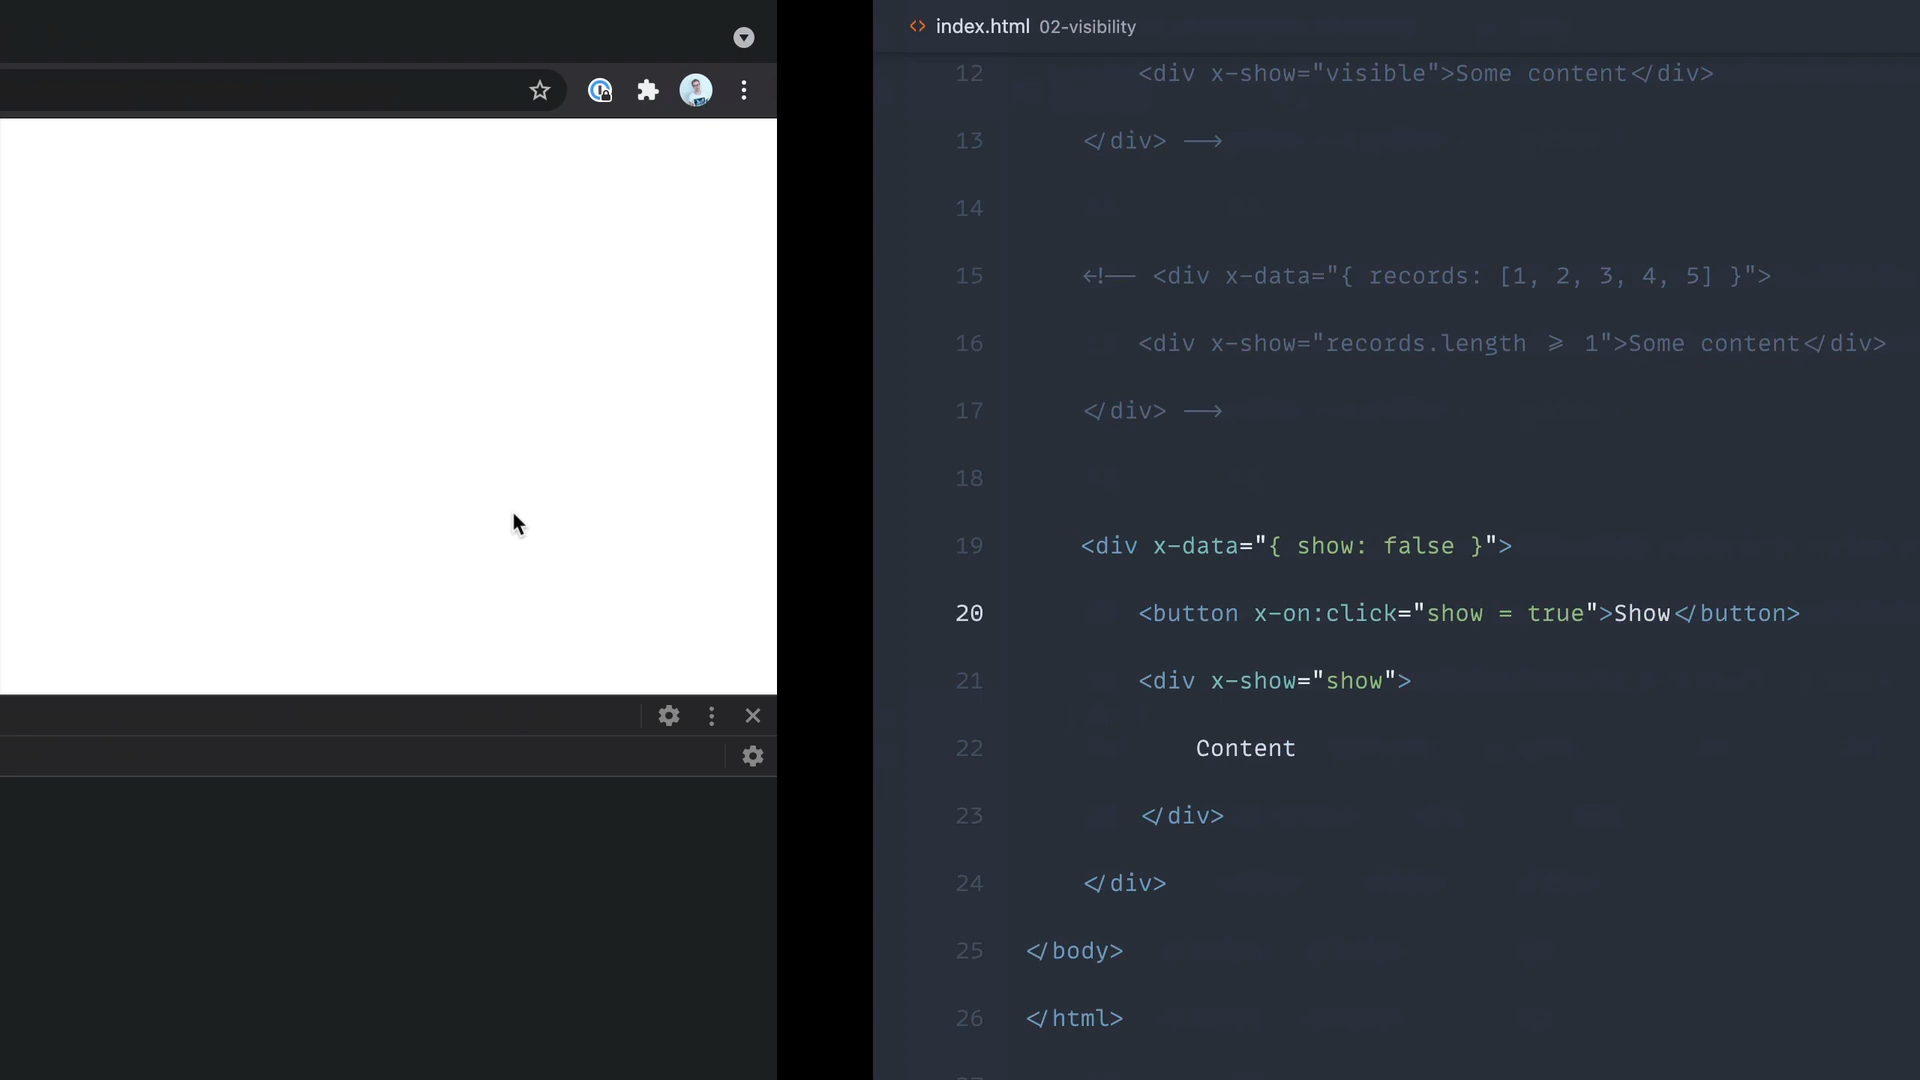 index.html 02-visibility
12 <div x-show="visible">Some content</div>
13 </div> -->
14
15 <!-- <div x-data="{ records: [1, 2, 3, 4, 5] }">
16 <div x-show="records.length >= 1">Some content</div>
17 </div> -->
18
19 <div x-data="{ show: false }">
20 <button x-on:click="show = true">Show</button>
21 <div x-show="show">
22 Content
23 </div>
24 </div>
25 </body>
26 </html>